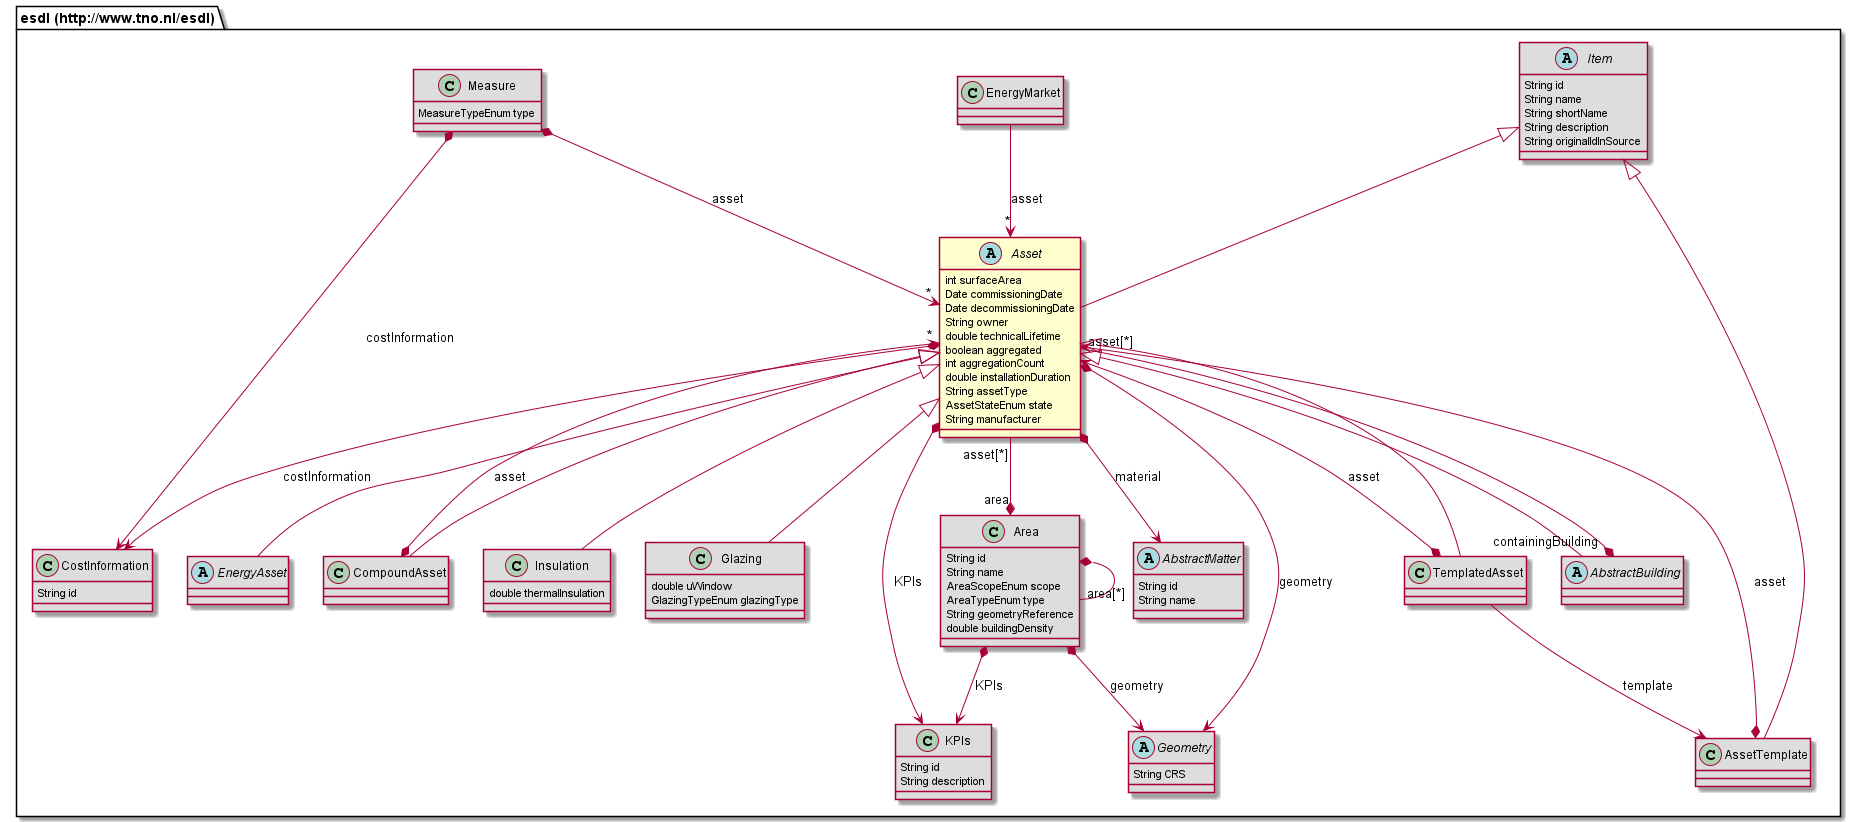 esdl (http://www.tno.nl/esdl)
A Item
String id
String name
String shortName
String description
String originalIdInSource
C Measure
MeasureTypeEnum type
C EnergyMarket
asset
asset
*
A Asset
int surfaceArea
Date commissioningDate
Date decommissioningDate
String owner
double technicalLifetime
boolean aggregated
int aggregationCount
double installationDuration
String assetType
AssetStateEnum state
String manufacturer
*
*
costInformation
asset[*]
asset[*]
costInformation
asset
material
asset
area
containingBuilding
C CostInformation
String id
A EnergyAsset
C CompoundAsset
C Insulation
double thermalInsulation
C Glazing
double uWindow
GlazingTypeEnum glazingType
KPIs
C Area
String id
String name
AreaScopeEnum scope
AreaTypeEnum type
String geometryReference
double buildingDensity
area[*]
A AbstractMatter
String id
String name
geometry
C TemplatedAsset
A AbstractBuilding
asset
KPIs
geometry
template
C KPIs
String id
String description
A Geometry
String CRS
C AssetTemplate